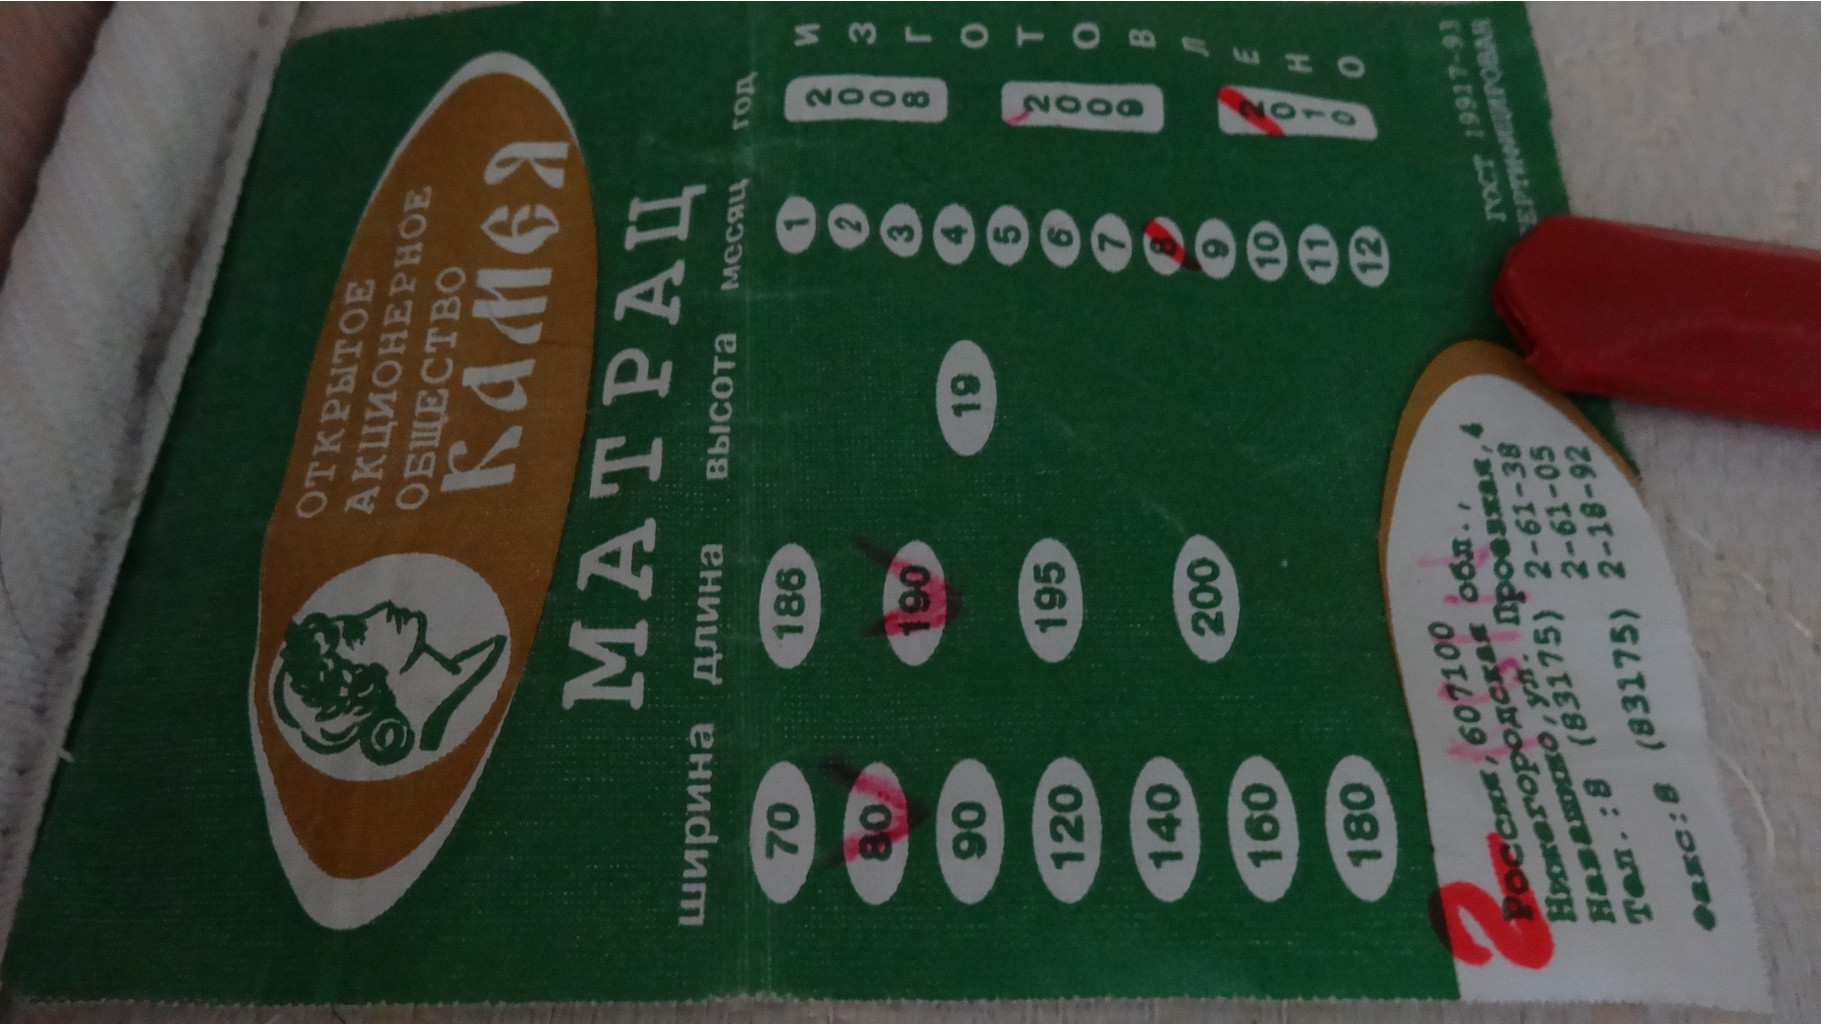 ОТКРЫТОЕ
АКЦИОНЕРНОЕ
ОБЩЕСТВО
Камея
МАТРАЦ
ширина длина высота месяц год
70 186 19 1 2008
80 190 2 2009
90 195 3 2010
120 200 4
140 5
160 6
180 7
8
9
10
11
12
ИЗГОТОВЛЕНО
ГОСТ 19917-93
ЕРТИФИЦИРОВАН
2
Россия, 607100
Нижегородская обл.,
Навашино, ул. Проезжая, 4
Тел.:8 (83175) 2-61-38
2-61-05
Факс:8 (83175) 2-18-92